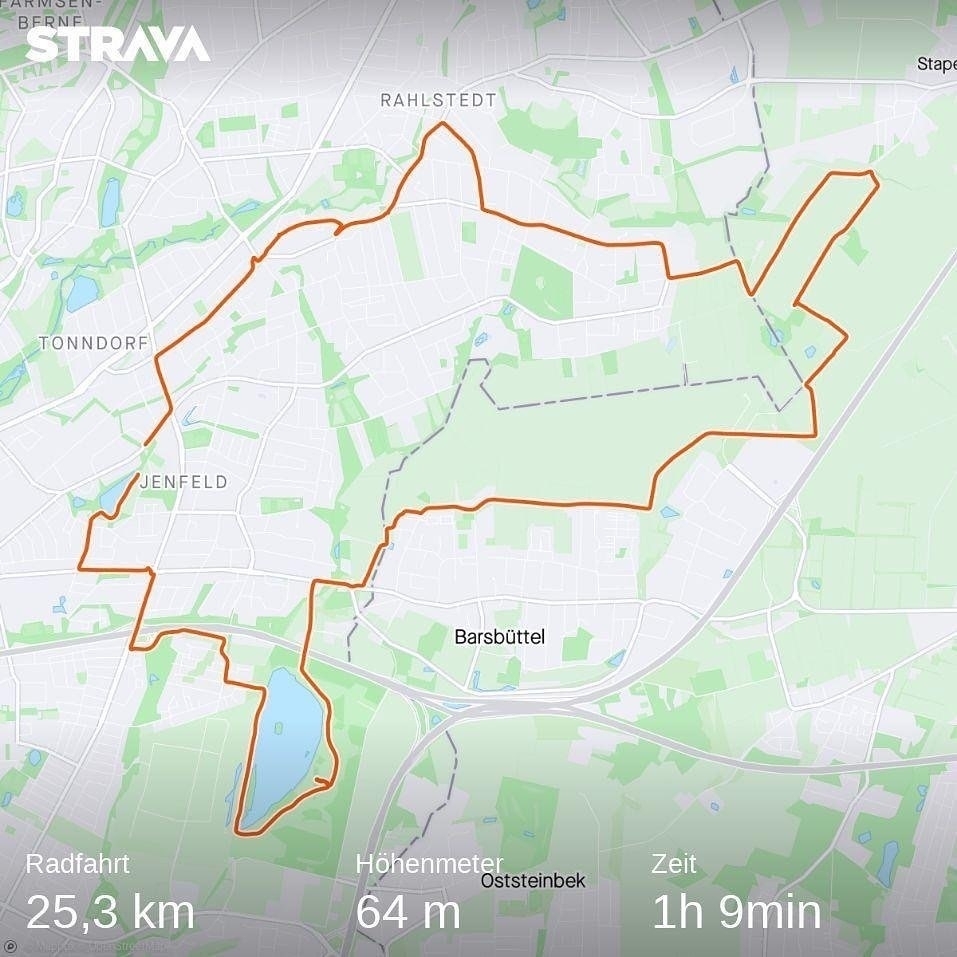 FARMSEN-
BERNE
STRAVA
Stape
RAHLSTEDT
TONNDORF
JENFELD
Barsbüttel
Radfahrt
Höhenmeter
Zeit
Oststeinbek
25,3 km
64 m
1h 9min
© Mapbox © OpenStreetMap